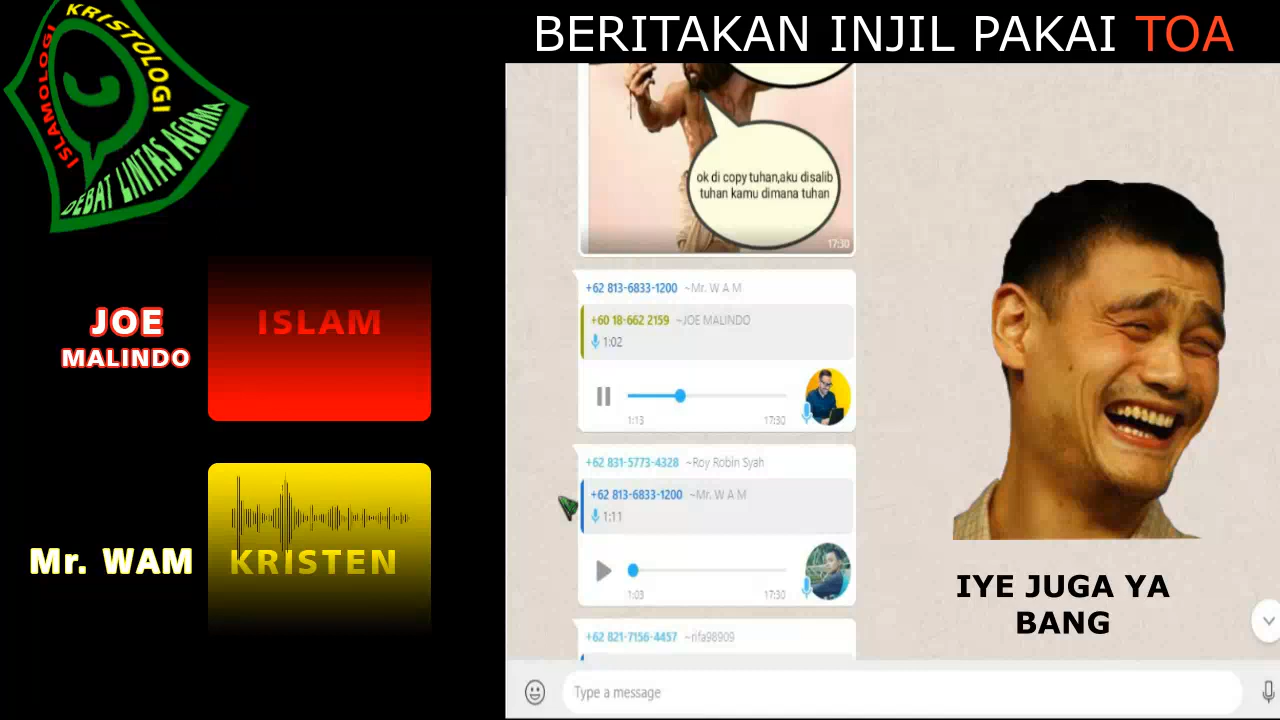 BERITAKAN INJIL PAKAI TOA
ISLAMOLOGI
KRISTOLOGI
DEBAT LINTAS AGAMA
ok di copy tuhan,aku disalib
tuhan kamu dimana tuhan
17:30
+62 813-6833-1200 ~Mr. W A M
+60 18-662 2159 ~JOE MALINDO
1:02
1:13 17:30
+62 831-5773-4328 ~Roy Robin Syah
+62 813-6833-1200 ~Mr. W A M
1:11
1:03 17:30
+62 821-7156-4457 ~rifa98909
Type a message
JOE
MALINDO
ISLAM
Mr. WAM
KRISTEN
IYE JUGA YA
BANG